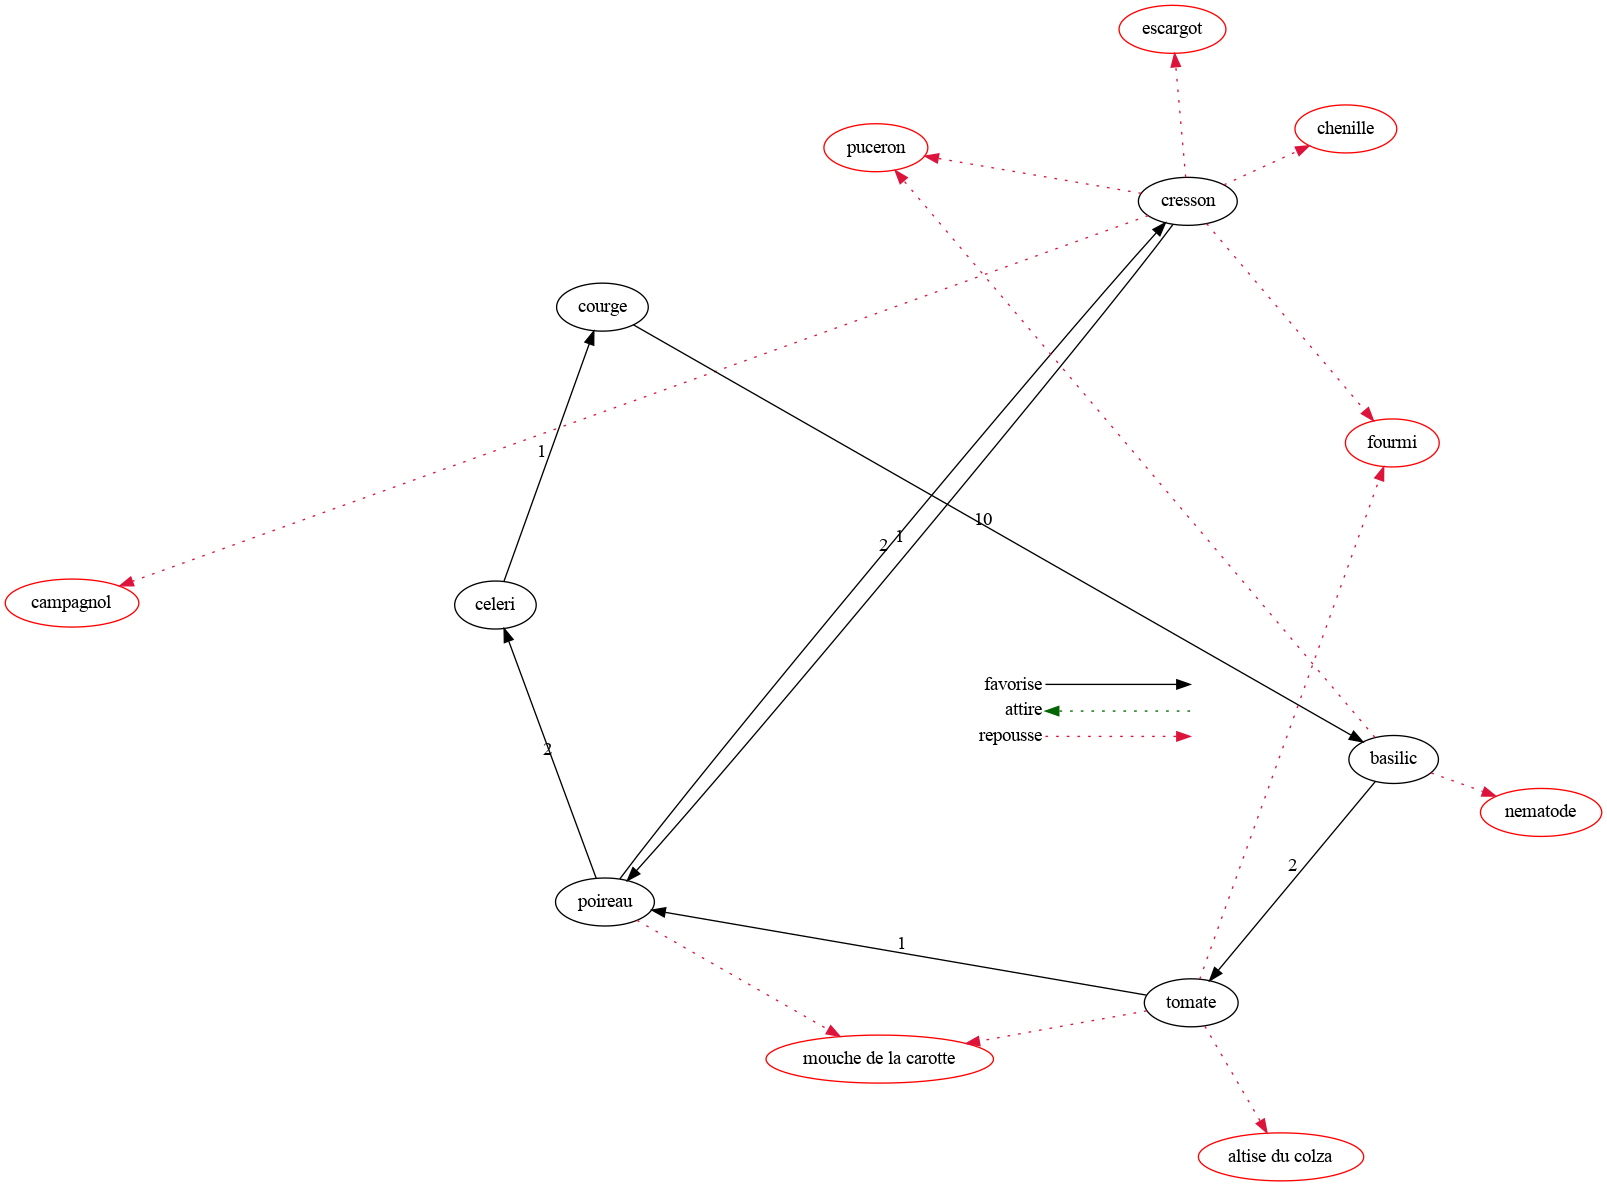 escargot
chenille
puceron
cresson
courge
fourmi
1
10
1
2
campagnol
celeri
favorise
attire
repousse
2
basilic
nematode
2
poireau
1
tomate
mouche de la carotte
altise du colza